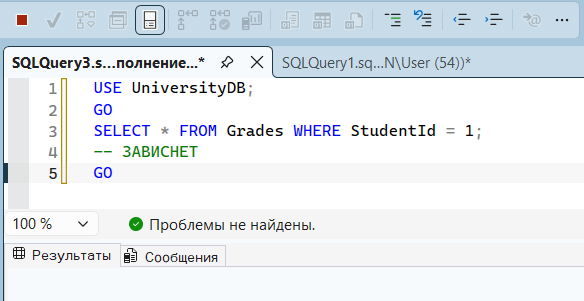 SQLQuery3.s...полнение...*
SQLQuery1.sq...N\User (54))*
1 USE UniversityDB;
2 GO
3 SELECT * FROM Grades WHERE StudentId = 1;
4 -- ЗАВИСНЕТ
5 GO
100 %
Проблемы не найдены.
Результаты
Сообщения